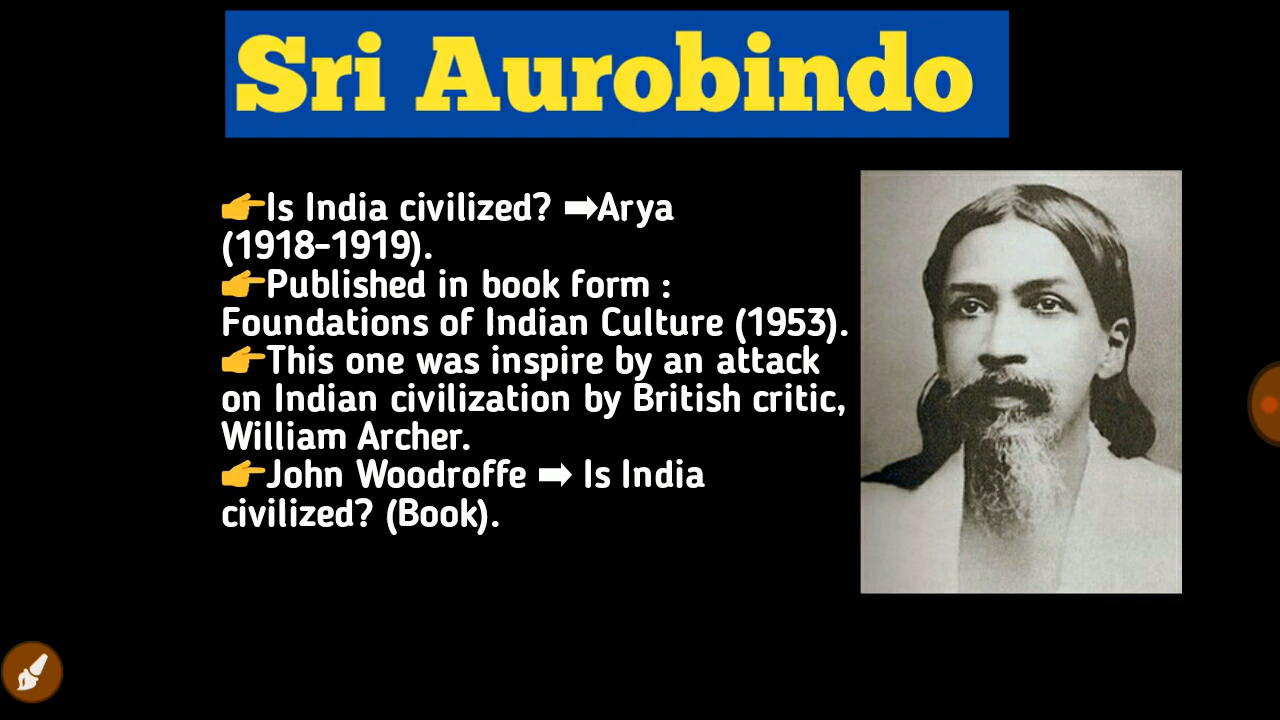 Sri Aurobindo
👉Is India civilized? ➡Arya
(1918-1919).
👉Published in book form :
Foundations of Indian Culture (1953).
👉This one was inspire by an attack
on Indian civilization by British critic,
William Archer.
👉John Woodroffe ➡ Is India
civilized? (Book).